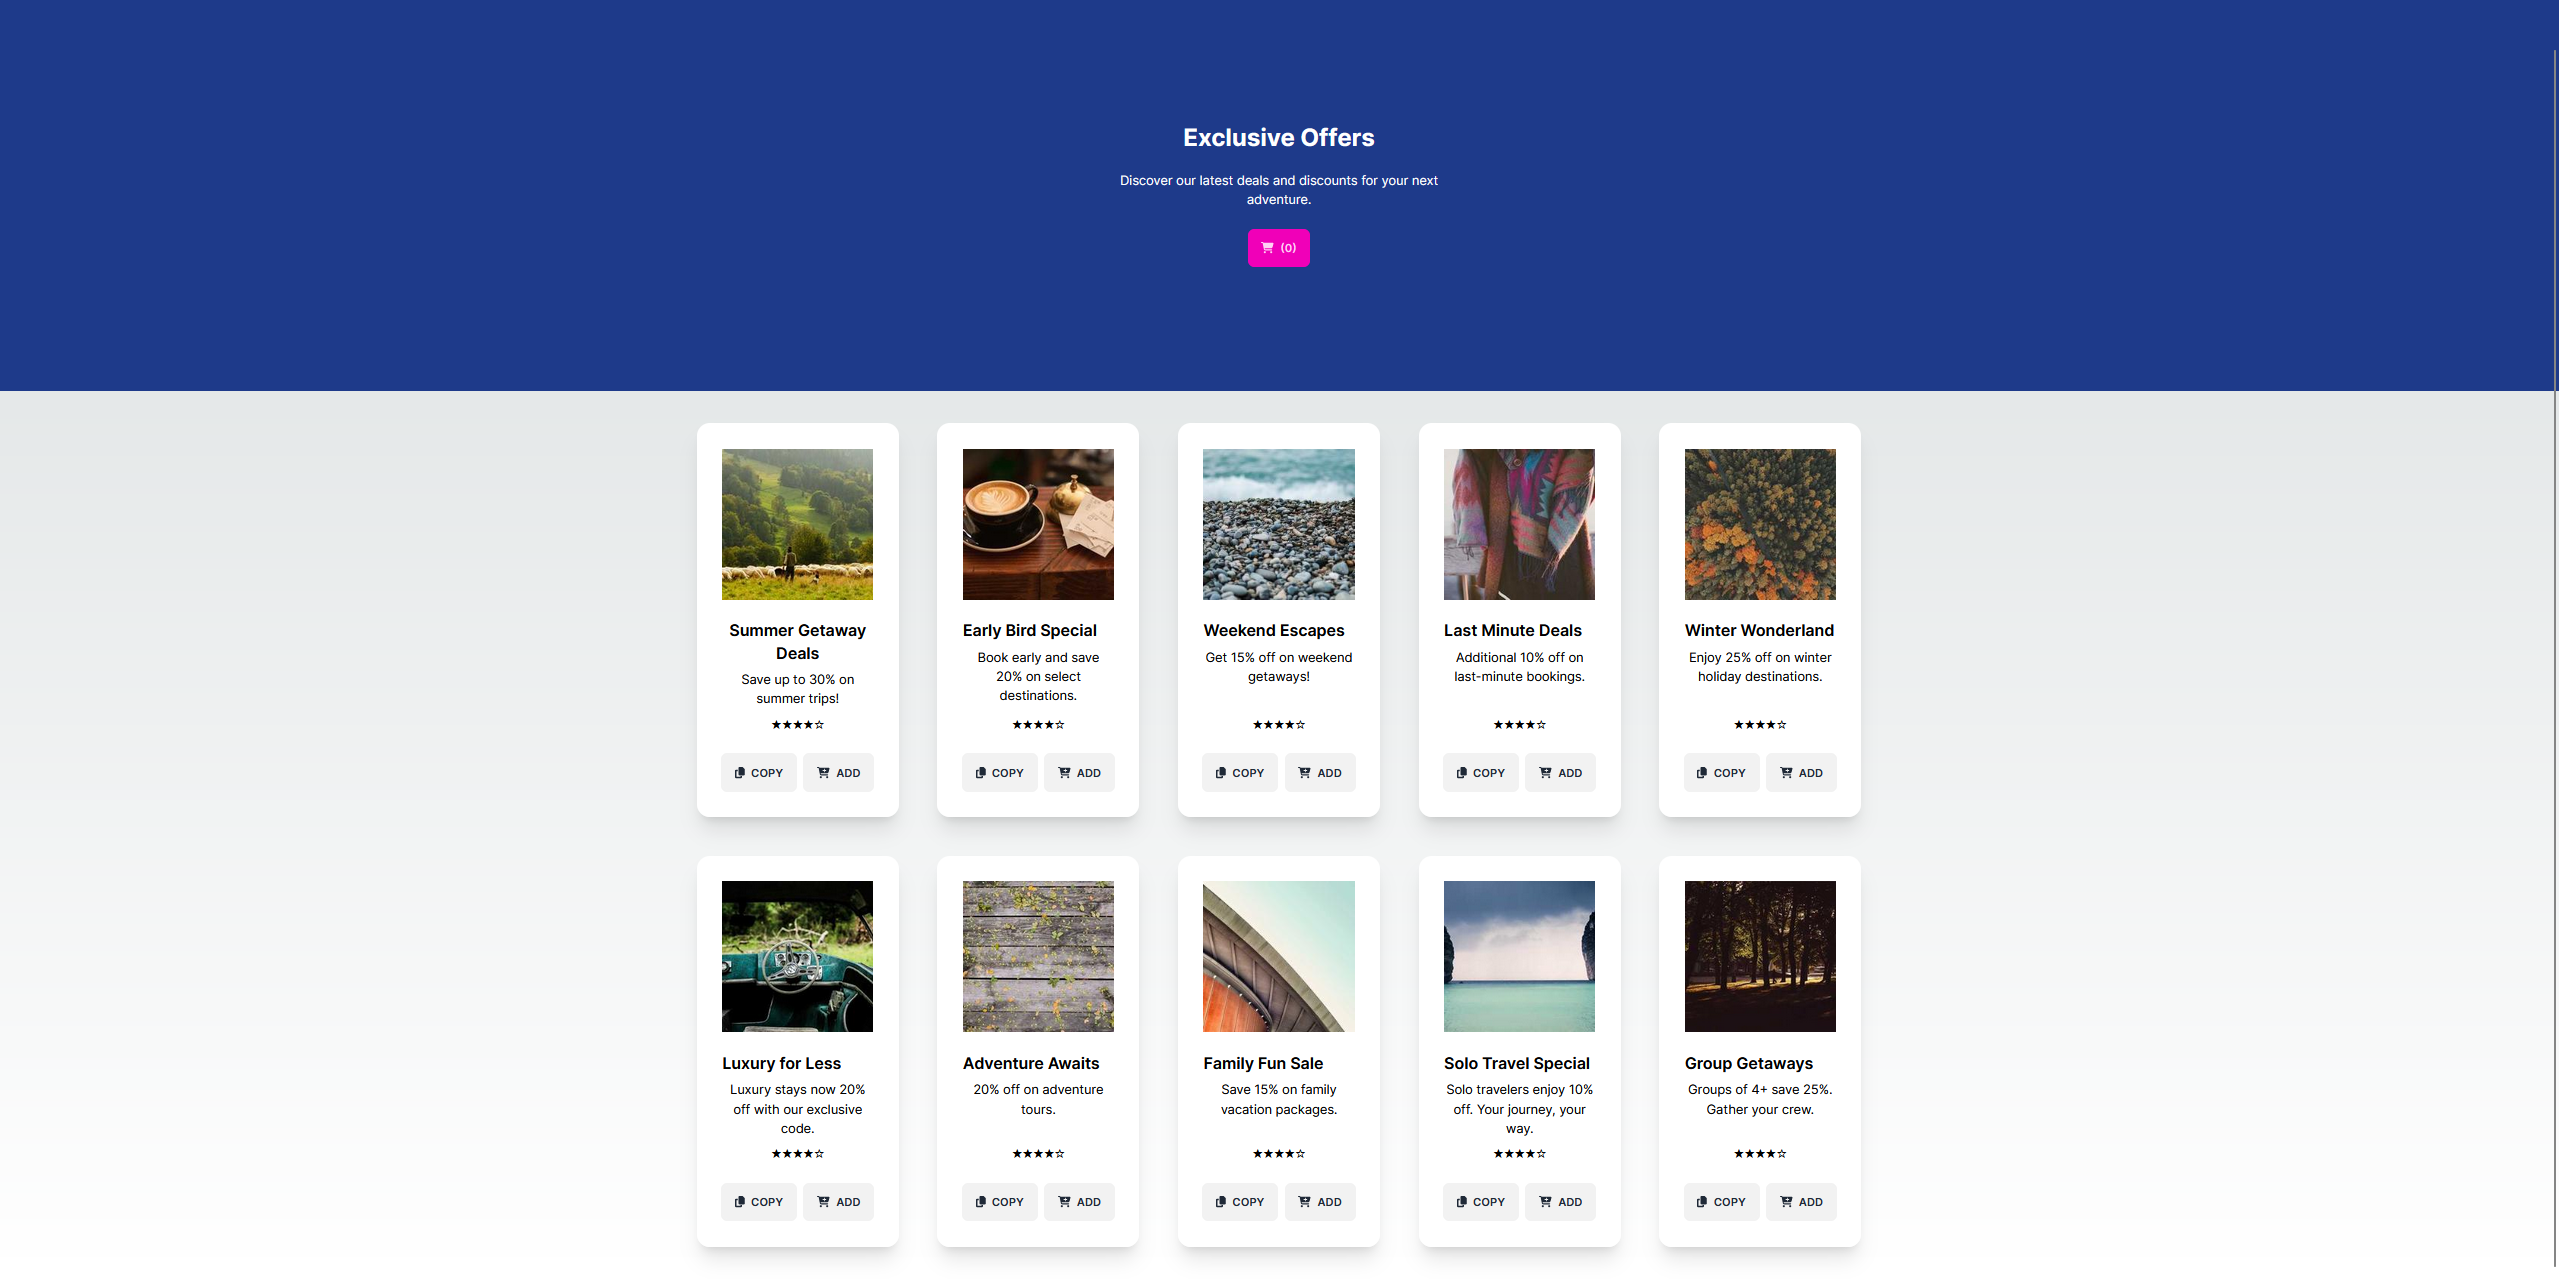 Exclusive Offers
Discover our latest deals and discounts for your next
adventure.
(0)
Summer Getaway
Deals
Save up to 30% on
summer trips!
★★★★☆
COPY
ADD
Early Bird Special
Book early and save
20% on select
destinations.
★★★★☆
COPY
ADD
Weekend Escapes
Get 15% off on weekend
getaways!
★★★★☆
COPY
ADD
Last Minute Deals
Additional 10% off on
last-minute bookings.
★★★★☆
COPY
ADD
Winter Wonderland
Enjoy 25% off on winter
holiday destinations.
★★★★☆
COPY
ADD
Luxury for Less
Luxury stays now 20%
off with our exclusive
code.
★★★★☆
COPY
ADD
Adventure Awaits
20% off on adventure
tours.
★★★★☆
COPY
ADD
Family Fun Sale
Save 15% on family
vacation packages.
★★★★☆
COPY
ADD
Solo Travel Special
Solo travelers enjoy 10%
off. Your journey, your
way.
★★★★☆
COPY
ADD
Group Getaways
Groups of 4+ save 25%.
Gather your crew.
★★★★☆
COPY
ADD